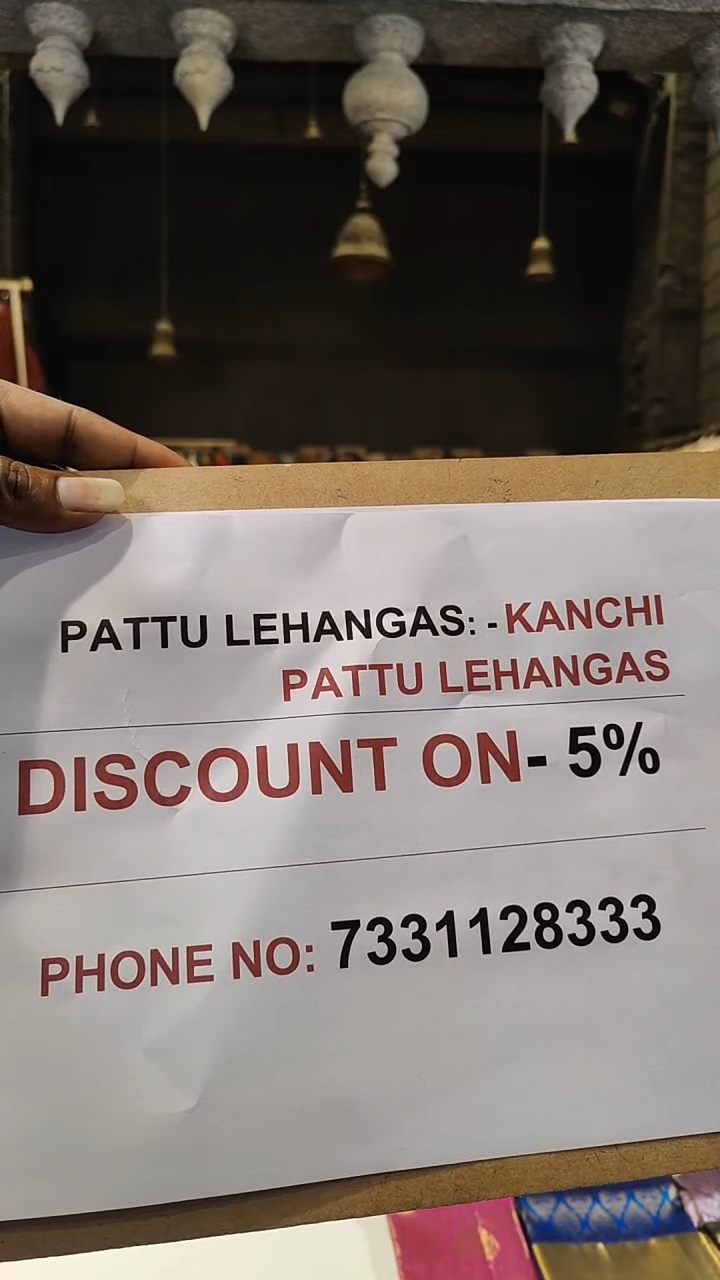 PATTU LEHANGAS: - KANCHI
PATTU LEHANGAS
DISCOUNT ON- 5%
PHONE NO: 7331128333